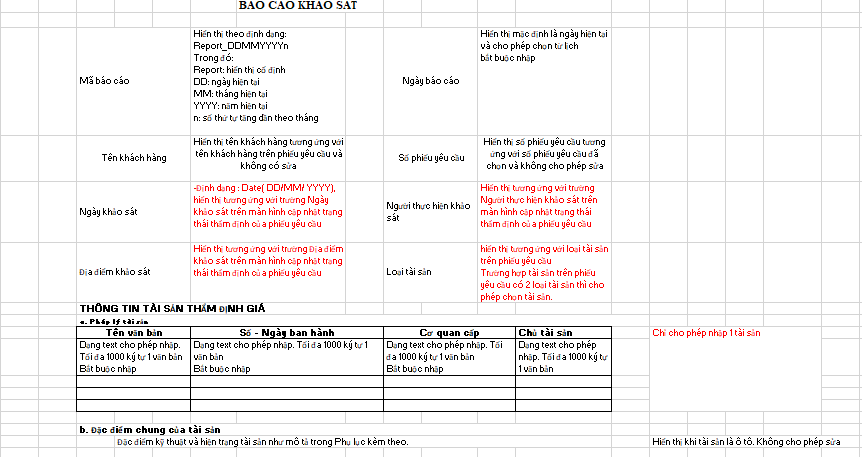 BÁO CÁO KHẢO SÁT
Hiển thị theo định dạng:
Report_DDMMYYYYn
Trong đó:
Report: hiển thị cố định
DD: ngày hiện tại
MM: tháng hiện tại
YYYY: năm hiện tại
n: số thứ tự tăng dần theo tháng
Mã báo cáo
Ngày báo cáo
Hiển thị mặc định là ngày hiện tại
và cho phép chọn từ lịch
bắt buộc nhập
Tên khách hàng
Hiển thị tên khách hàng tương ứng với
tên khách hàng trên phiếu yêu cầu và
không có sửa
Số phiếu yêu cầu
Hiển thị số phiếu yêu cầu tương
ứng với số phiếu yêu cầu đã
chọn và không cho phép sửa
Ngày khảo sát
-Định dạng : Date( DD/MM/ YYYY),
hiển thị tương ứng với trường Ngày
khảo sát trên màn hình cập nhật trạng
thái thẩm định của phiếu yêu cầu
Người thực hiện khảo
sát
Hiển thị tương ứng với trường
Người thực hiện khảo sát trên
màn hình cập nhật trạng thái
thẩm định của phiếu yêu cầu
Địa điểm khảo sát
Hiển thị tương ứng với trường Địa điểm
khảo sát trên màn hình cập nhật trạng
thái thẩm định của phiếu yêu cầu
Loại tài sản
hiển thị tương ứng với loại tài sản
trên phiếu yêu cầu
Trường hợp tài sản trên phiếu
yêu cầu có 2 loại tài sản thì cho
phép chọn tài sản.
THÔNG TIN TÀI SẢN THẨM ĐỊNH GIÁ
a. Pháp lý tài sản
Tên văn bản
Số - Ngày ban hành
Cơ quan cấp
Chủ tài sản
Chỉ cho phép nhập 1 tài sản
Dạng text cho phép nhập.
Tối đa 1000 ký tự 1 văn bản
Bắt buộc nhập
Dạng text cho phép nhập. Tối đa 1000 ký tự 1
văn bản
Bắt buộc nhập
Dạng text cho phép nhập. Tối
đa 1000 ký tự 1 văn bản
Bắt buộc nhập
Dạng text cho phép
nhập. Tối đa 1000 ký tự
1 văn bản
b. Đặc điểm chung của tài sản
Đặc điểm kỹ thuật và hiện trạng tài sản như mô tả trong Phụ lục kèm theo.
Hiển thị khi tài sản là ô tô. Không cho phép sửa